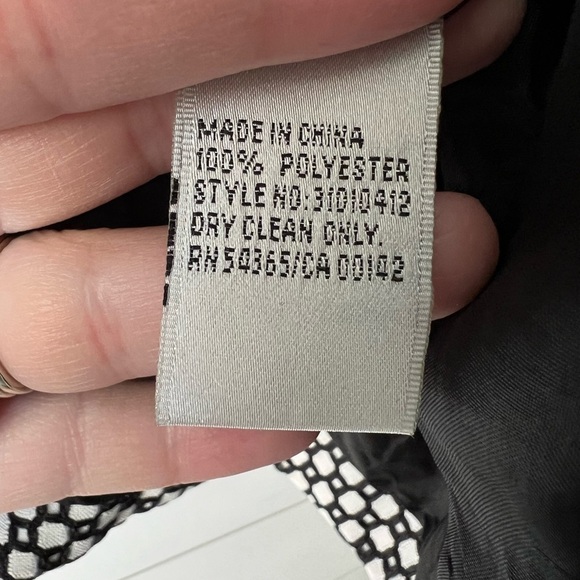 MADE IN CHINA
100% POLYESTER
STYLE NO:31010412
DRY CLEAN ONLY.
RN 54365/CA 00142